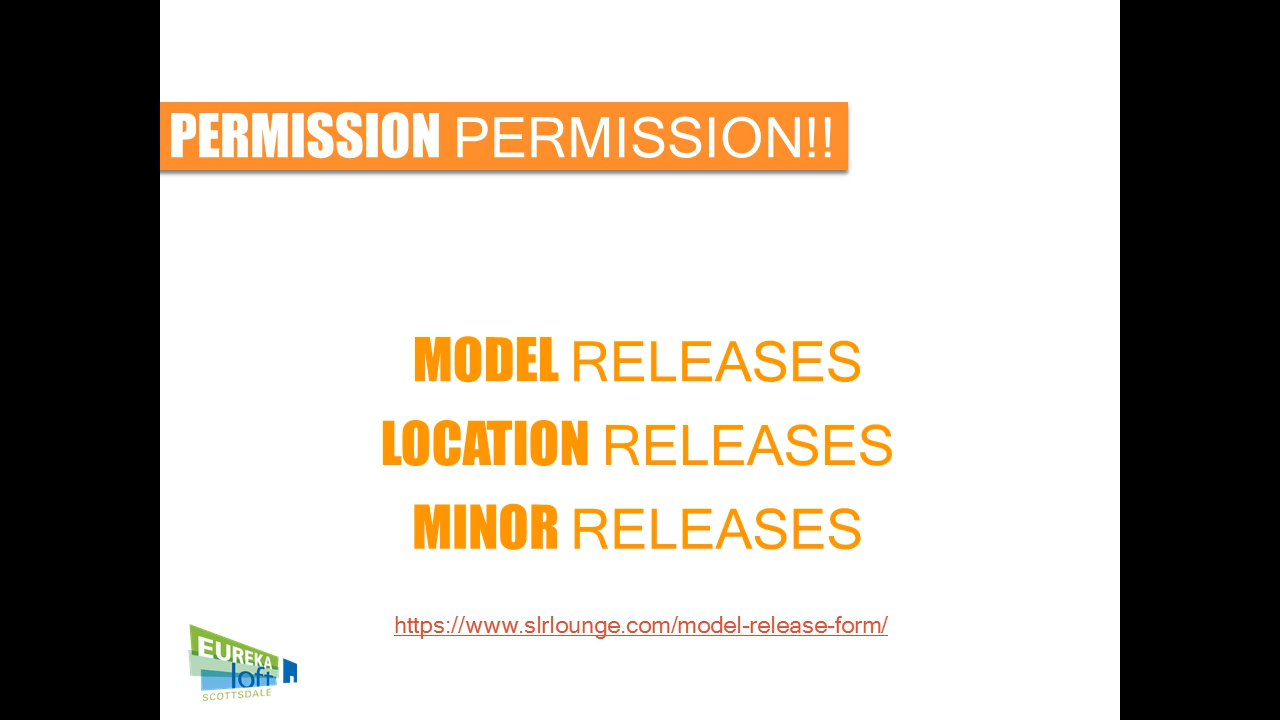 PERMISSION PERMISSION!!
MODEL RELEASES
LOCATION RELEASES
MINOR RELEASES
https://www.slrlounge.com/model-release-form/
EUREKA
loft
SCOTTSDALE